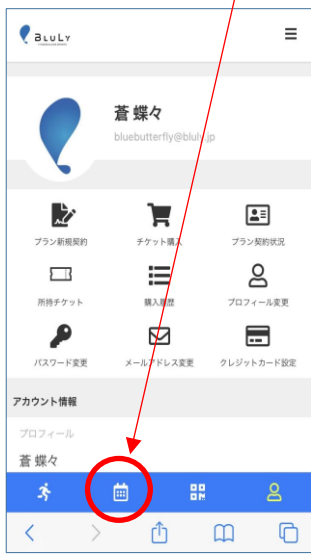 BLULY
蒼 蝶々
bluebutterfly@bluly.jp
プラン新規契約
チケット購入
プラン契約状況
所持チケット
購入履歴
プロフィール変更
パスワード変更
メールアドレス変更
クレジットカード設定
アカウント情報
プロフィール
蒼 蝶々